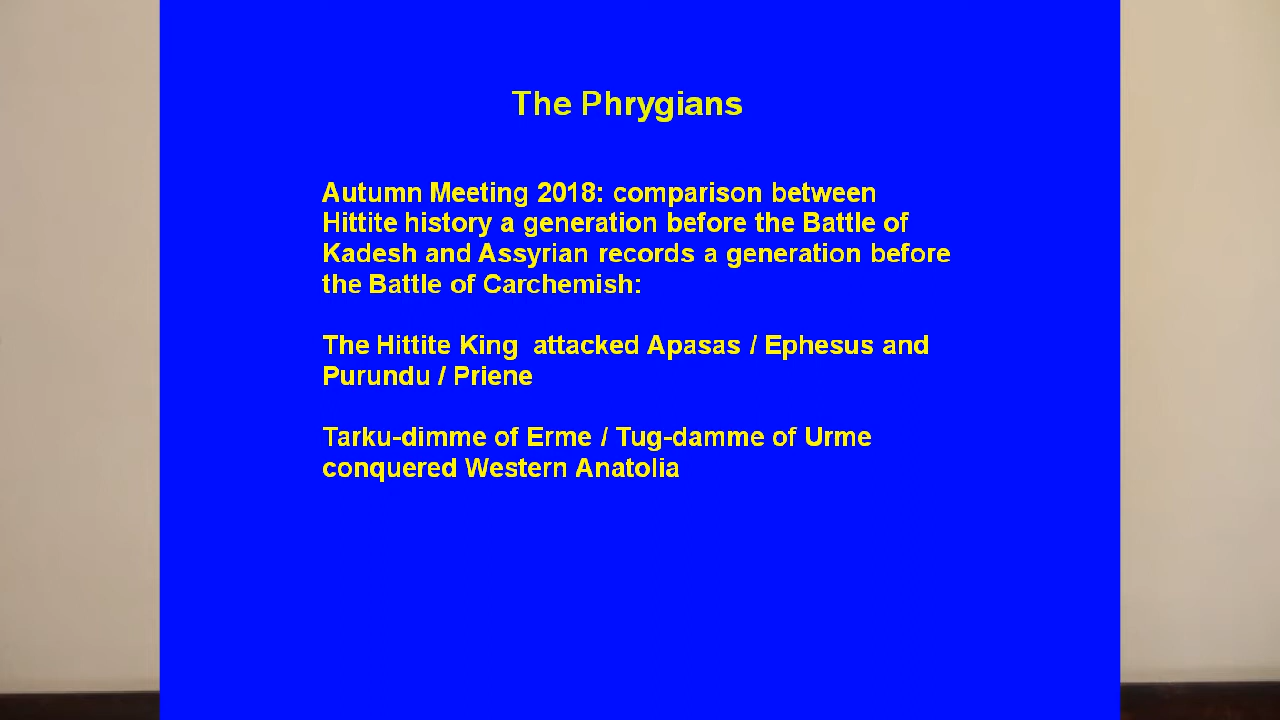 The Phrygians
Autumn Meeting 2018: comparison between
Hittite history a generation before the Battle of
Kadesh and Assyrian records a generation before
the Battle of Carchemish:
The Hittite King  attacked Apasas / Ephesus and
Purundu / Priene
Tarku-dimme of Erme / Tug-damme of Urme
conquered Western Anatolia